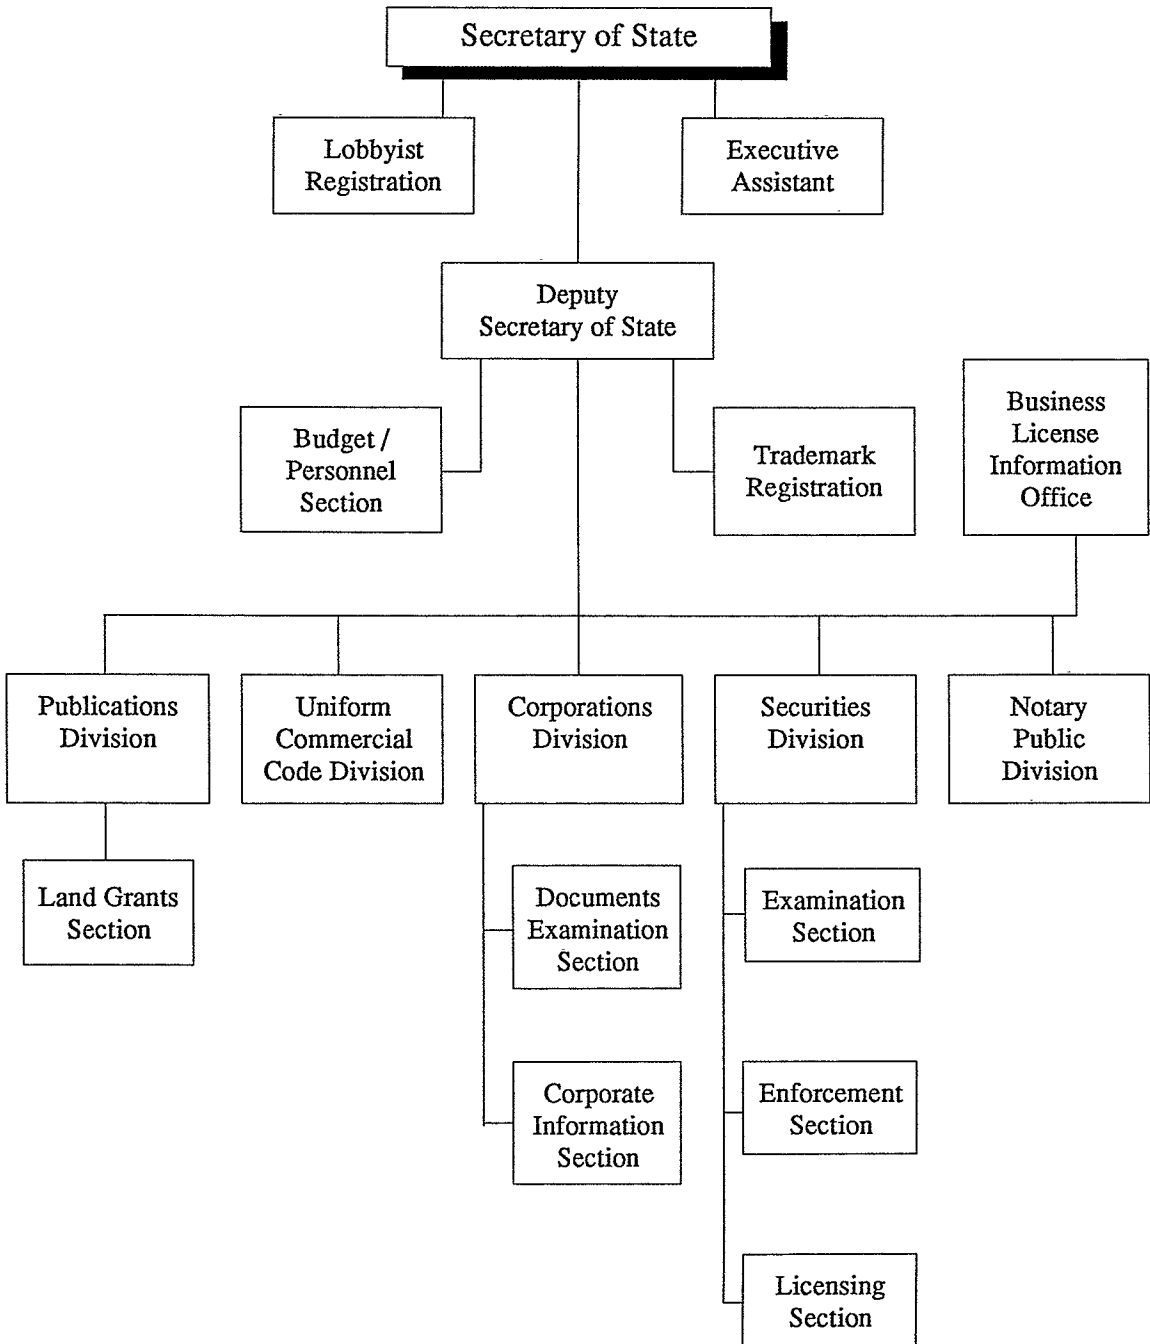 Secretary of State
Lobbyist
Registration
Executive
Assistant
Deputy
Secretary of State
Budget /
Personnel
Section
Trademark
Registration
Business
License
Information
Office
Publications
Division
Uniform
Commercial
Code Division
Corporations
Division
Securities
Division
Notary
Public
Division
Land Grants
Section
Documents
Examination
Section
Examination
Section
Corporate
Information
Section
Enforcement
Section
Licensing
Section